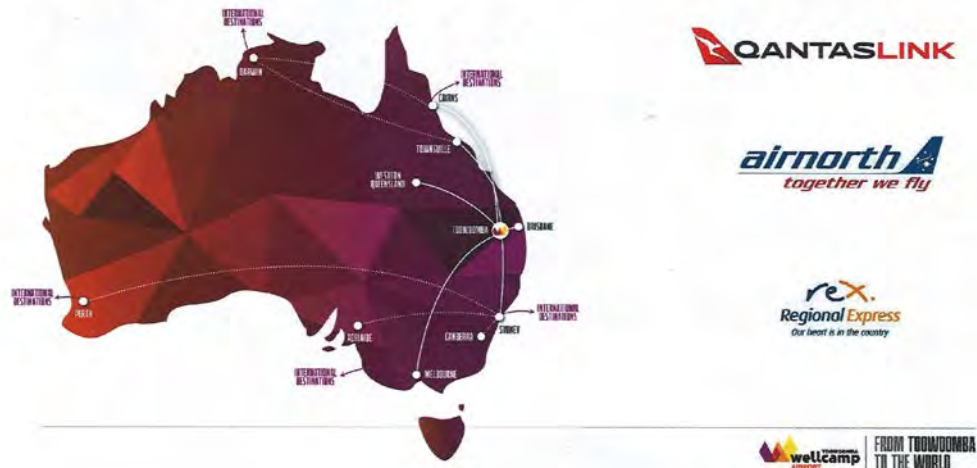 INTERNATIONAL
DESTINATIONS
DARWIN
INTERNATIONAL
DESTINATIONS
CAIRNS
TOWNSVILLE
WESTERN
QUEENSLAND
TOOWOOMBA
BRISBANE
INTERNATIONAL
DESTINATIONS
PERTH
INTERNATIONAL
DESTINATIONS
SYDNEY
ADELAIDE
CANBERRA
INTERNATIONAL
DESTINATIONS
MELBOURNE
QANTASLINK
airnorth
together we fly
rex.
Regional Express
Our heart is in the country
TOOWOOMBA
wellcamp
AIRPORT
FROM TOOWOOMBA
TO THE WORLD